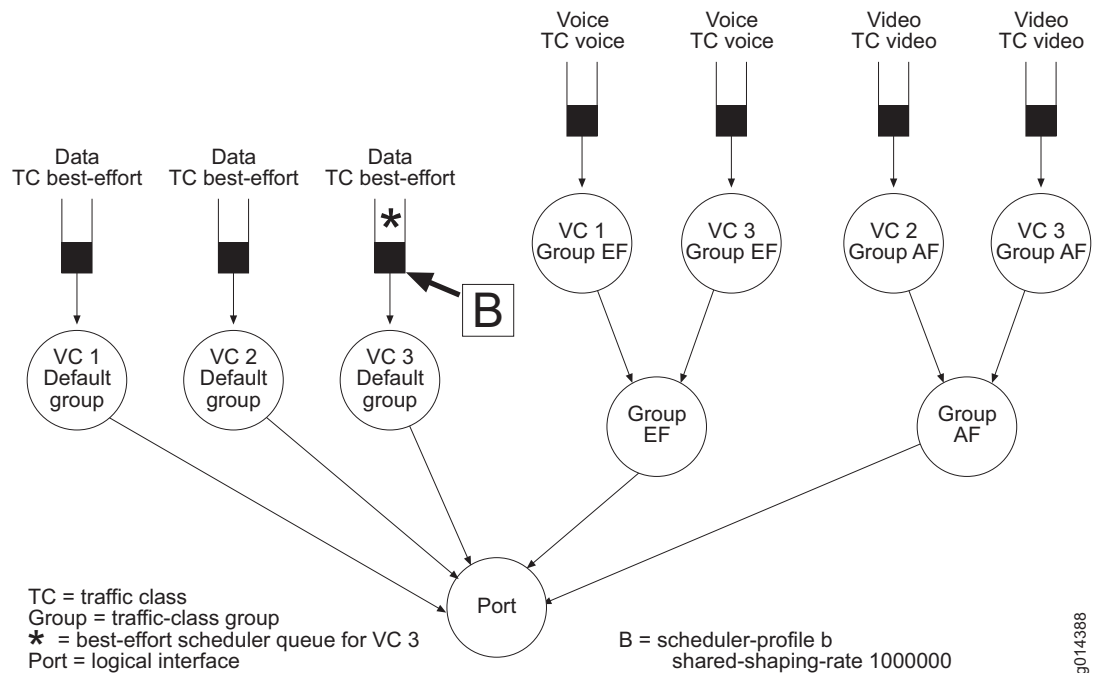 Voice
TC voice
Voice
TC voice
Video
TC video
Video
TC video
Data
TC best-effort
Data
TC best-effort
Data
TC best-effort
*
B
VC 1
Group EF
VC 3
Group EF
VC 2
Group AF
VC 3
Group AF
VC 1
Default
group
VC 2
Default
group
VC 3
Default
group
Group
EF
Group
AF
Port
TC = traffic class
Group = traffic-class group
* = best-effort scheduler queue for VC 3
Port = logical interface
B = scheduler-profile b
shared-shaping-rate 1000000
g014388